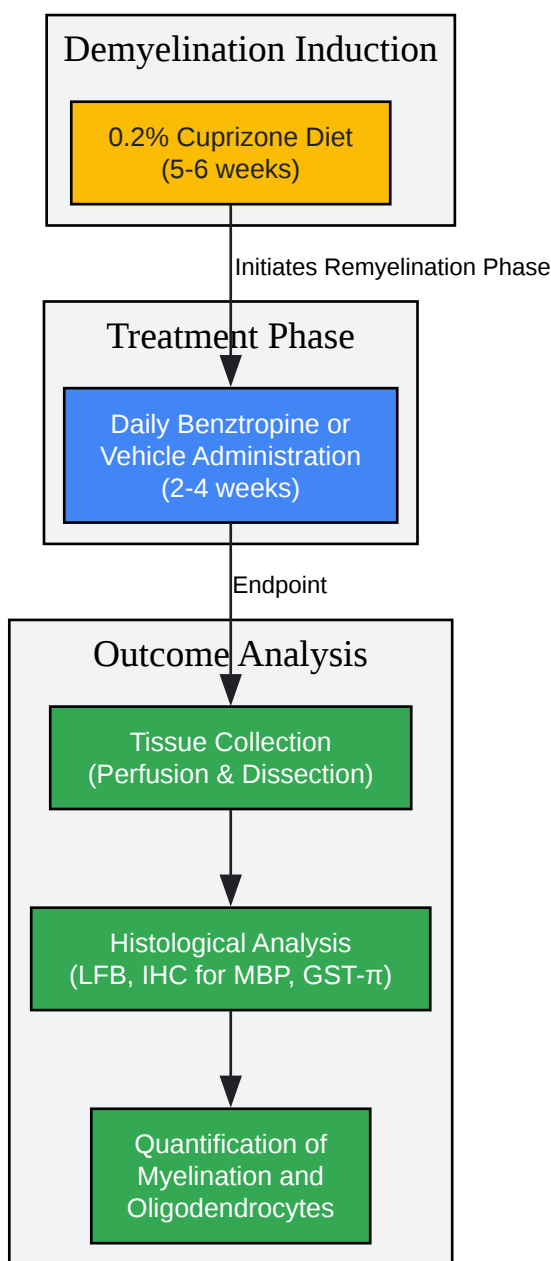 Demyelination Induction
0.2% Cuprizone Diet
(5-6 weeks)
Initiates Remyelination Phase
Treatment Phase
Daily Benztropine or
Vehicle Administration
(2-4 weeks)
Endpoint
Outcome Analysis
Tissue Collection
(Perfusion & Dissection)
Histological Analysis
(LFB, IHC for MBP, GST-π)
Quantification of
Myelination and
Oligodendrocytes